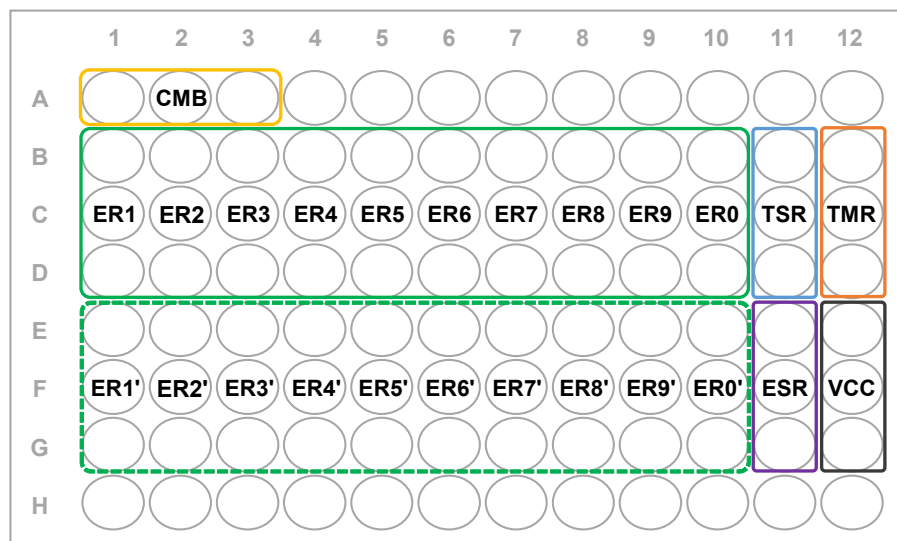 1 2 3 4 5 6 7 8 9 10 11 12
A CMB
B
C ER1 ER2 ER3 ER4 ER5 ER6 ER7 ER8 ER9 ER0 TSR TMR
D
E
F ER1' ER2' ER3' ER4' ER5' ER6' ER7' ER8' ER9' ER0' ESR VCC
G
H